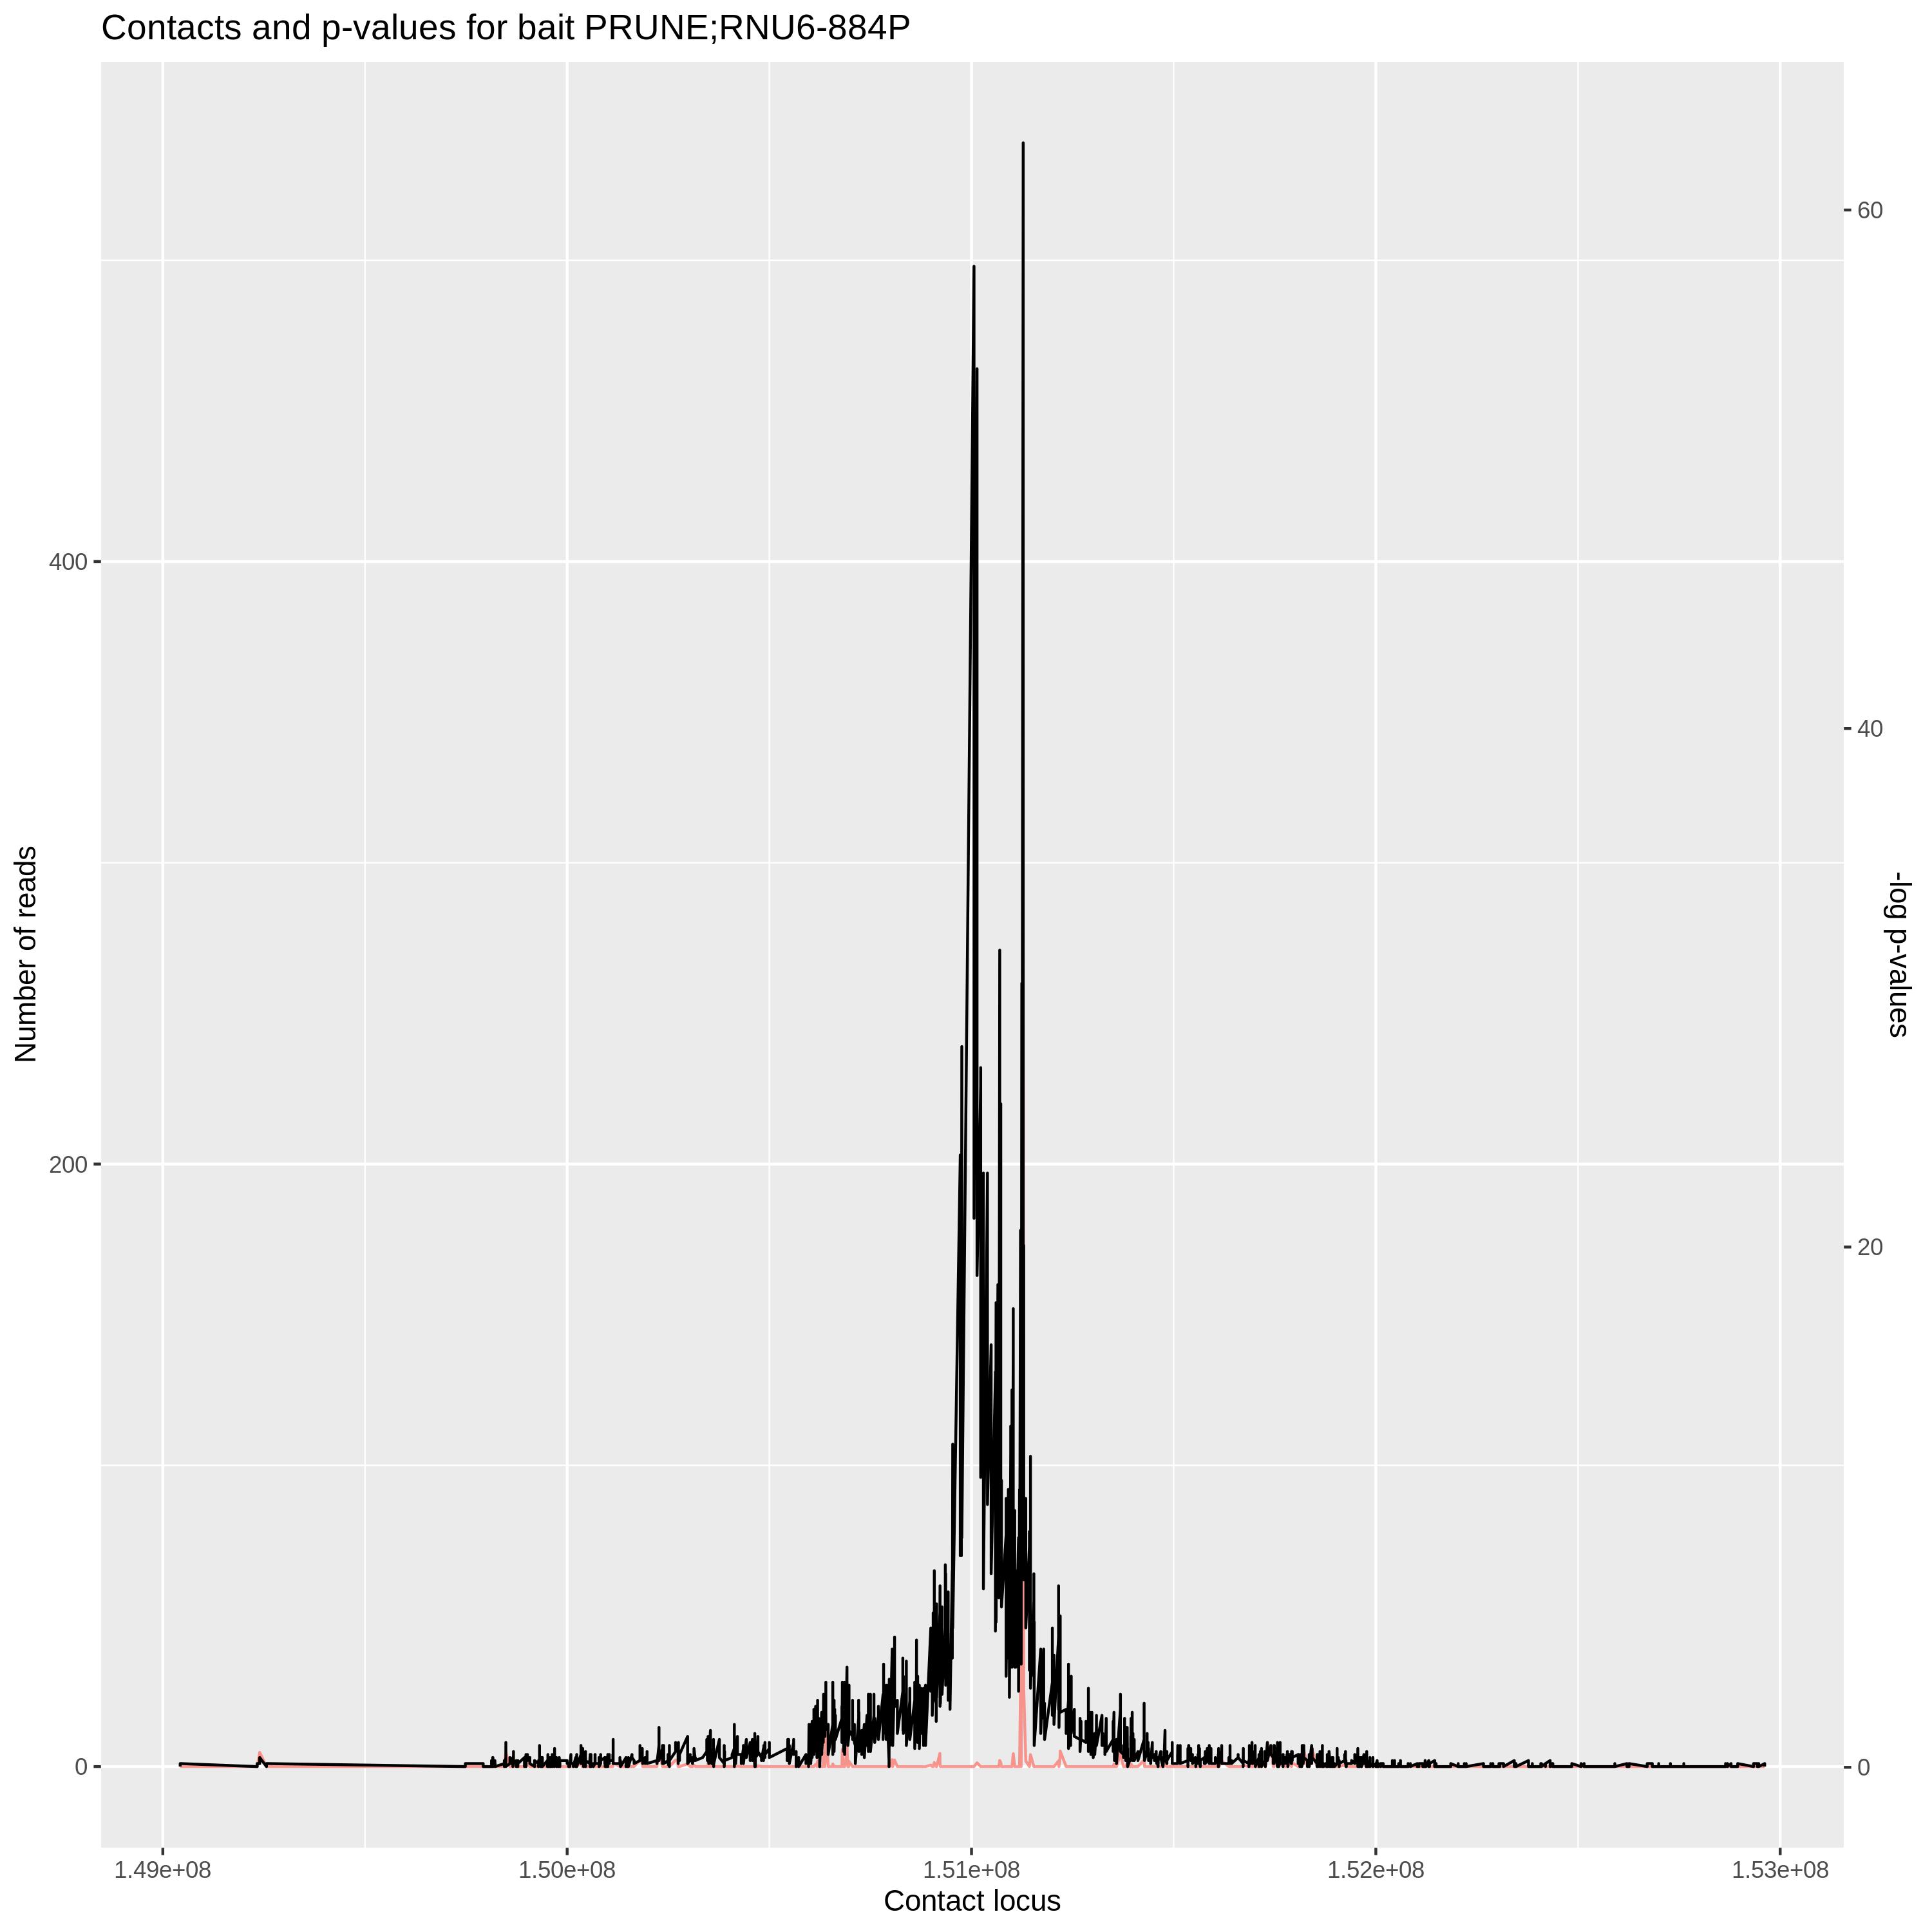 Contacts and p-values for bait PRUNE;RNU6-884P
Number of reads
400
200
0
60
40
20
0
-log p-values
1.49e+08
1.50e+08
1.51e+08
1.52e+08
1.53e+08
Contact locus